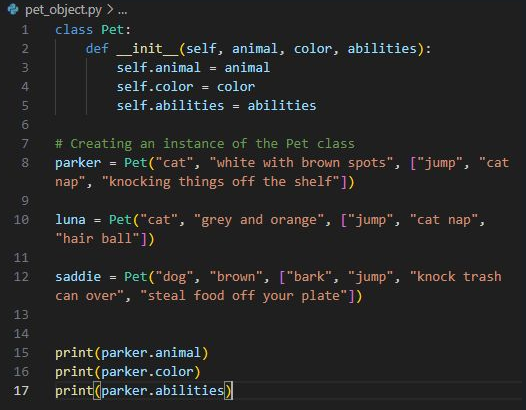 pet_object.py > ...
1 class Pet:
2     def __init__(self, animal, color, abilities):
3         self.animal = animal
4         self.color = color
5         self.abilities = abilities
6
7 # Creating an instance of the Pet class
8 parker = Pet("cat", "white with brown spots", ["jump", "cat
nap", "knocking things off the shelf"])
9
10 luna = Pet("cat", "grey and orange", ["jump", "cat nap",
"hair ball"])
11
12 saddie = Pet("dog", "brown", ["bark", "jump", "knock trash
can over", "steal food off your plate"])
13
14
15 print(parker.animal)
16 print(parker.color)
17 print(parker.abilities)